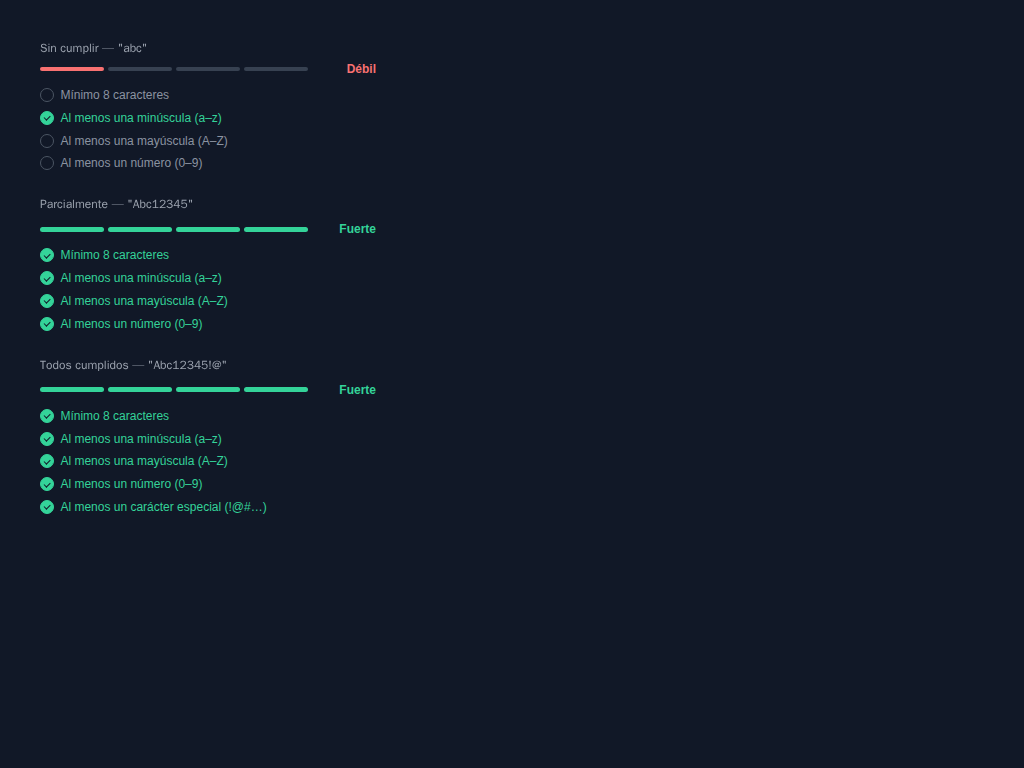 Sin cumplir — "abc"
Débil
Mínimo 8 caracteres
Al menos una minúscula (a–z)
Al menos una mayúscula (A–Z)
Al menos un número (0–9)
Parcialmente — "Abc12345"
Fuerte
Mínimo 8 caracteres
Al menos una minúscula (a–z)
Al menos una mayúscula (A–Z)
Al menos un número (0–9)
Todos cumplidos — "Abc12345!@"
Fuerte
Mínimo 8 caracteres
Al menos una minúscula (a–z)
Al menos una mayúscula (A–Z)
Al menos un número (0–9)
Al menos un carácter especial (!@#…)